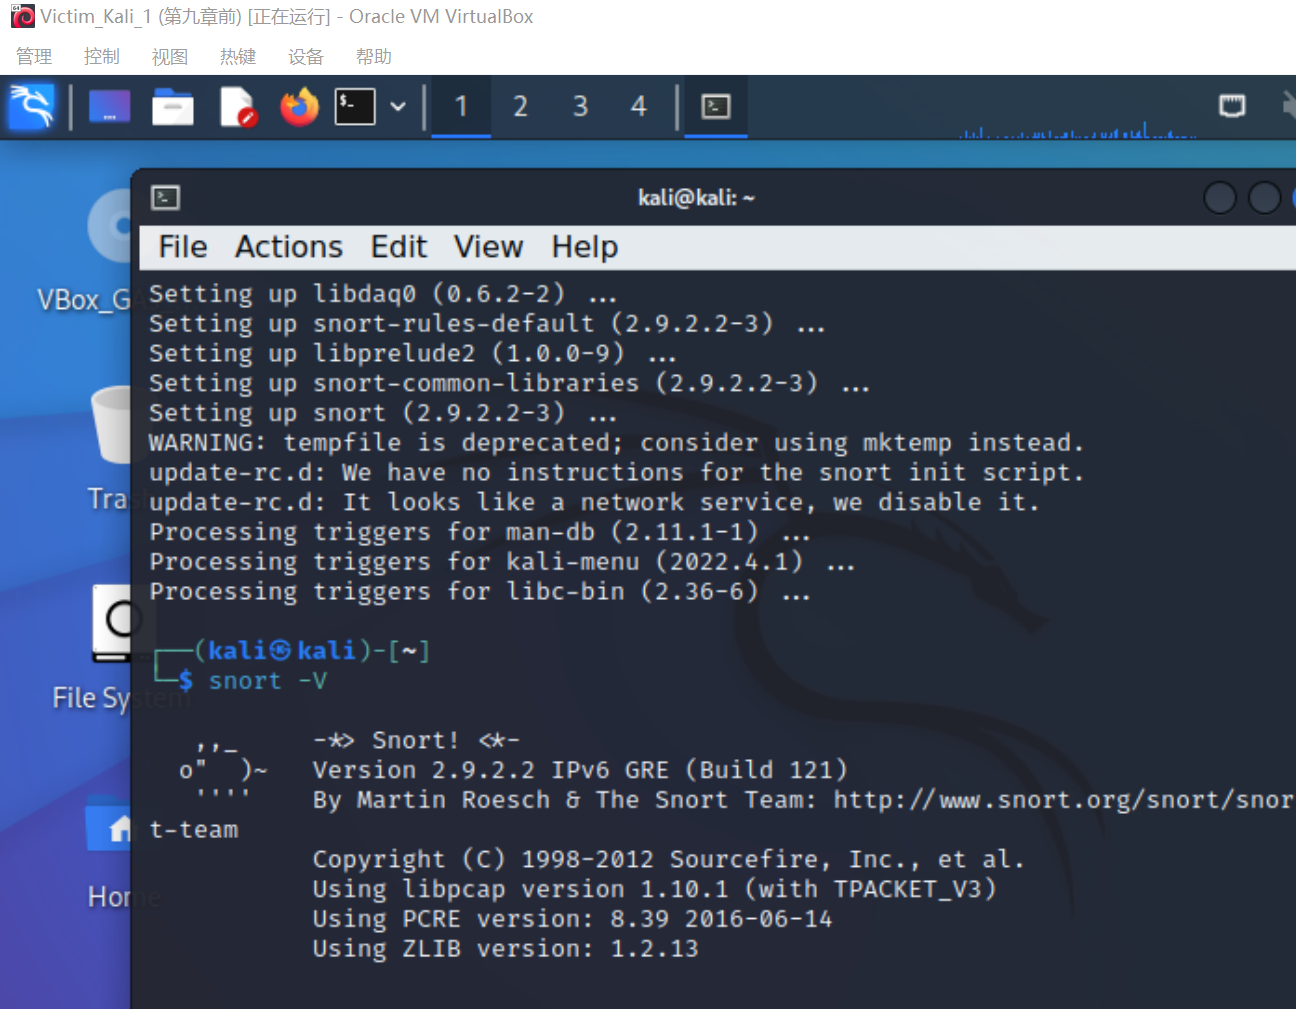 Victim_Kali_1 (第九章前) [正在运行] - Oracle VM VirtualBox
管理 控制 视图 热键 设备 帮助
$_ 1 2 3 4
kali@kali: ~
File Actions Edit View Help
VBox_GA
Trash
File System
Home
Setting up libdaq0 (0.6.2-2) ...
Setting up snort-rules-default (2.9.2.2-3) ...
Setting up libprelude2 (1.0.0-9) ...
Setting up snort-common-libraries (2.9.2.2-3) ...
Setting up snort (2.9.2.2-3) ...
WARNING: tempfile is deprecated; consider using mktemp instead.
update-rc.d: We have no instructions for the snort init script.
update-rc.d: It looks like a network service, we disable it.
Processing triggers for man-db (2.11.1-1) ...
Processing triggers for kali-menu (2022.4.1) ...
Processing triggers for libc-bin (2.36-6) ...
┌──(kali㉿kali)-[~]
└─$ snort -V
,,_ -*> Snort! <*-
o" )~ Version 2.9.2.2 IPv6 GRE (Build 121)
'''' By Martin Roesch & The Snort Team: http://www.snort.org/snort/snor
t-team
Copyright (C) 1998-2012 Sourcefire, Inc., et al.
Using libpcap version 1.10.1 (with TPACKET_V3)
Using PCRE version: 8.39 2016-06-14
Using ZLIB version: 1.2.13